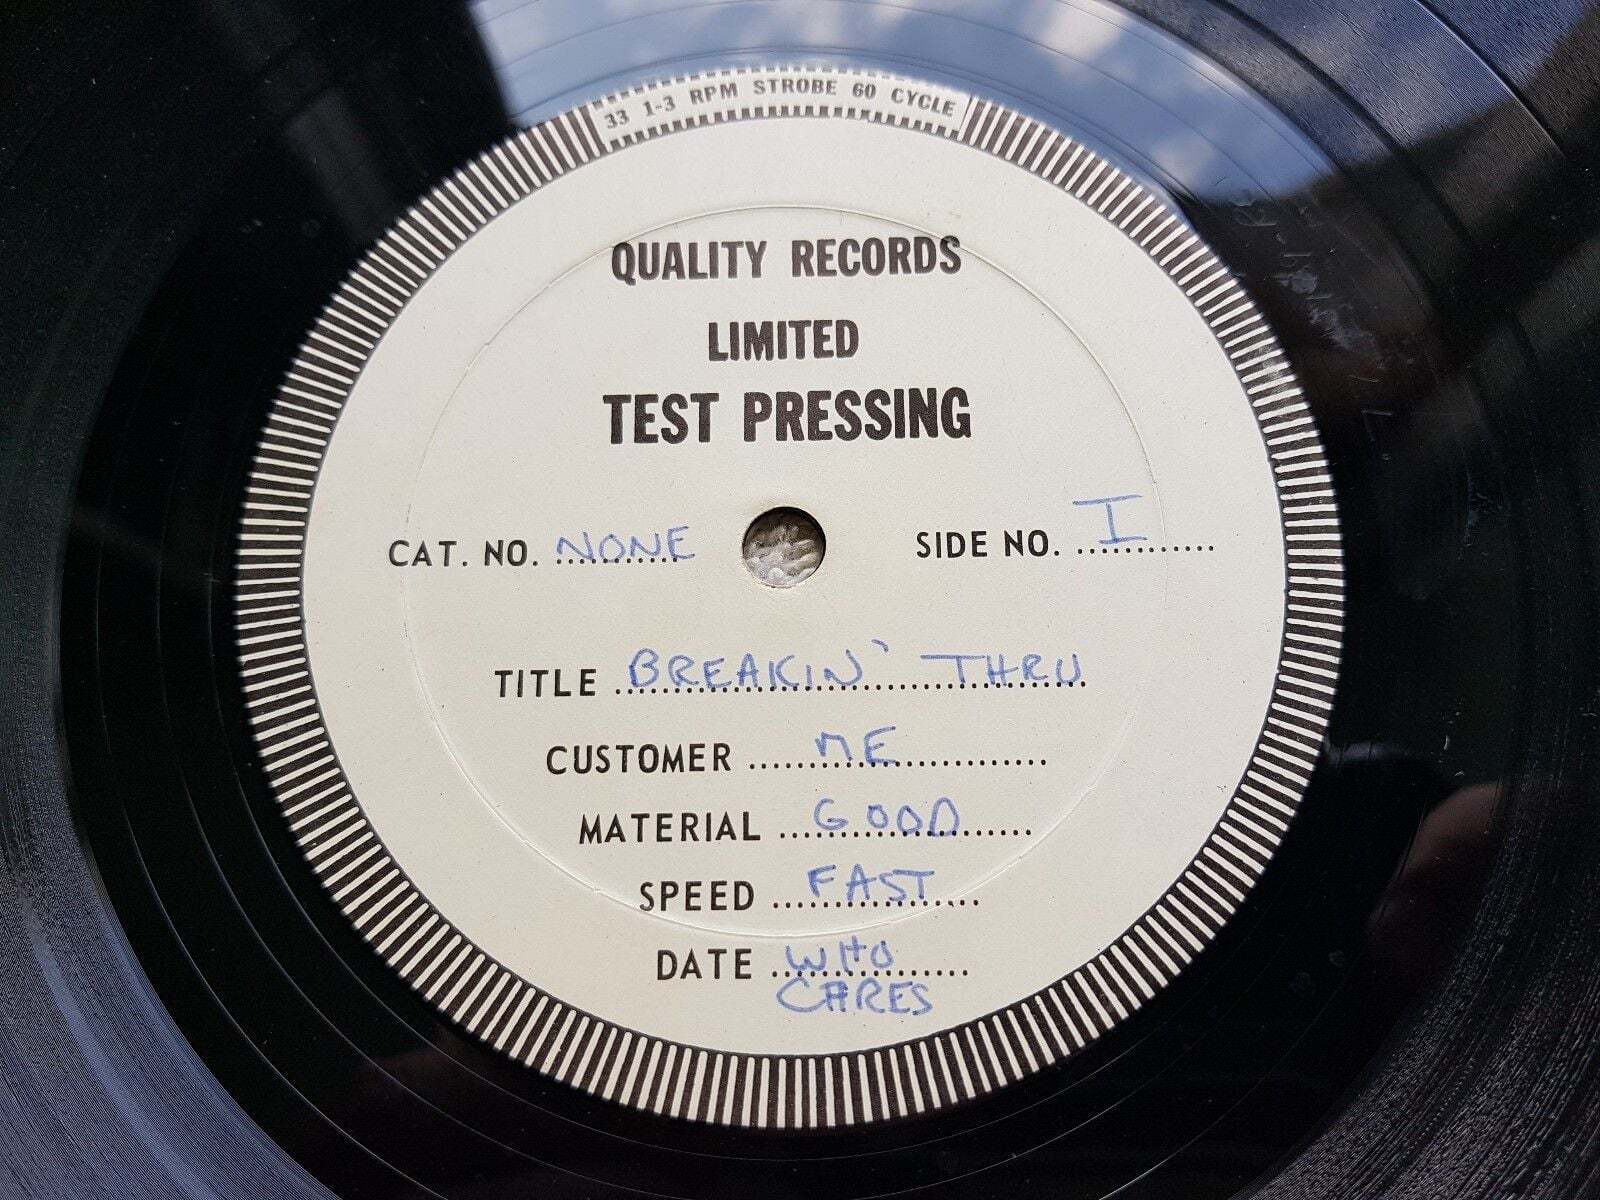 33 1-3 RPM STROBE 60 CYCLE
QUALITY RECORDS
LIMITED
TEST PRESSING
CAT. NO. NONE SIDE NO. I
TITLE BREAKIN' THRU
CUSTOMER ME
MATERIAL GOOD
SPEED FAST
DATE WHO
CARES